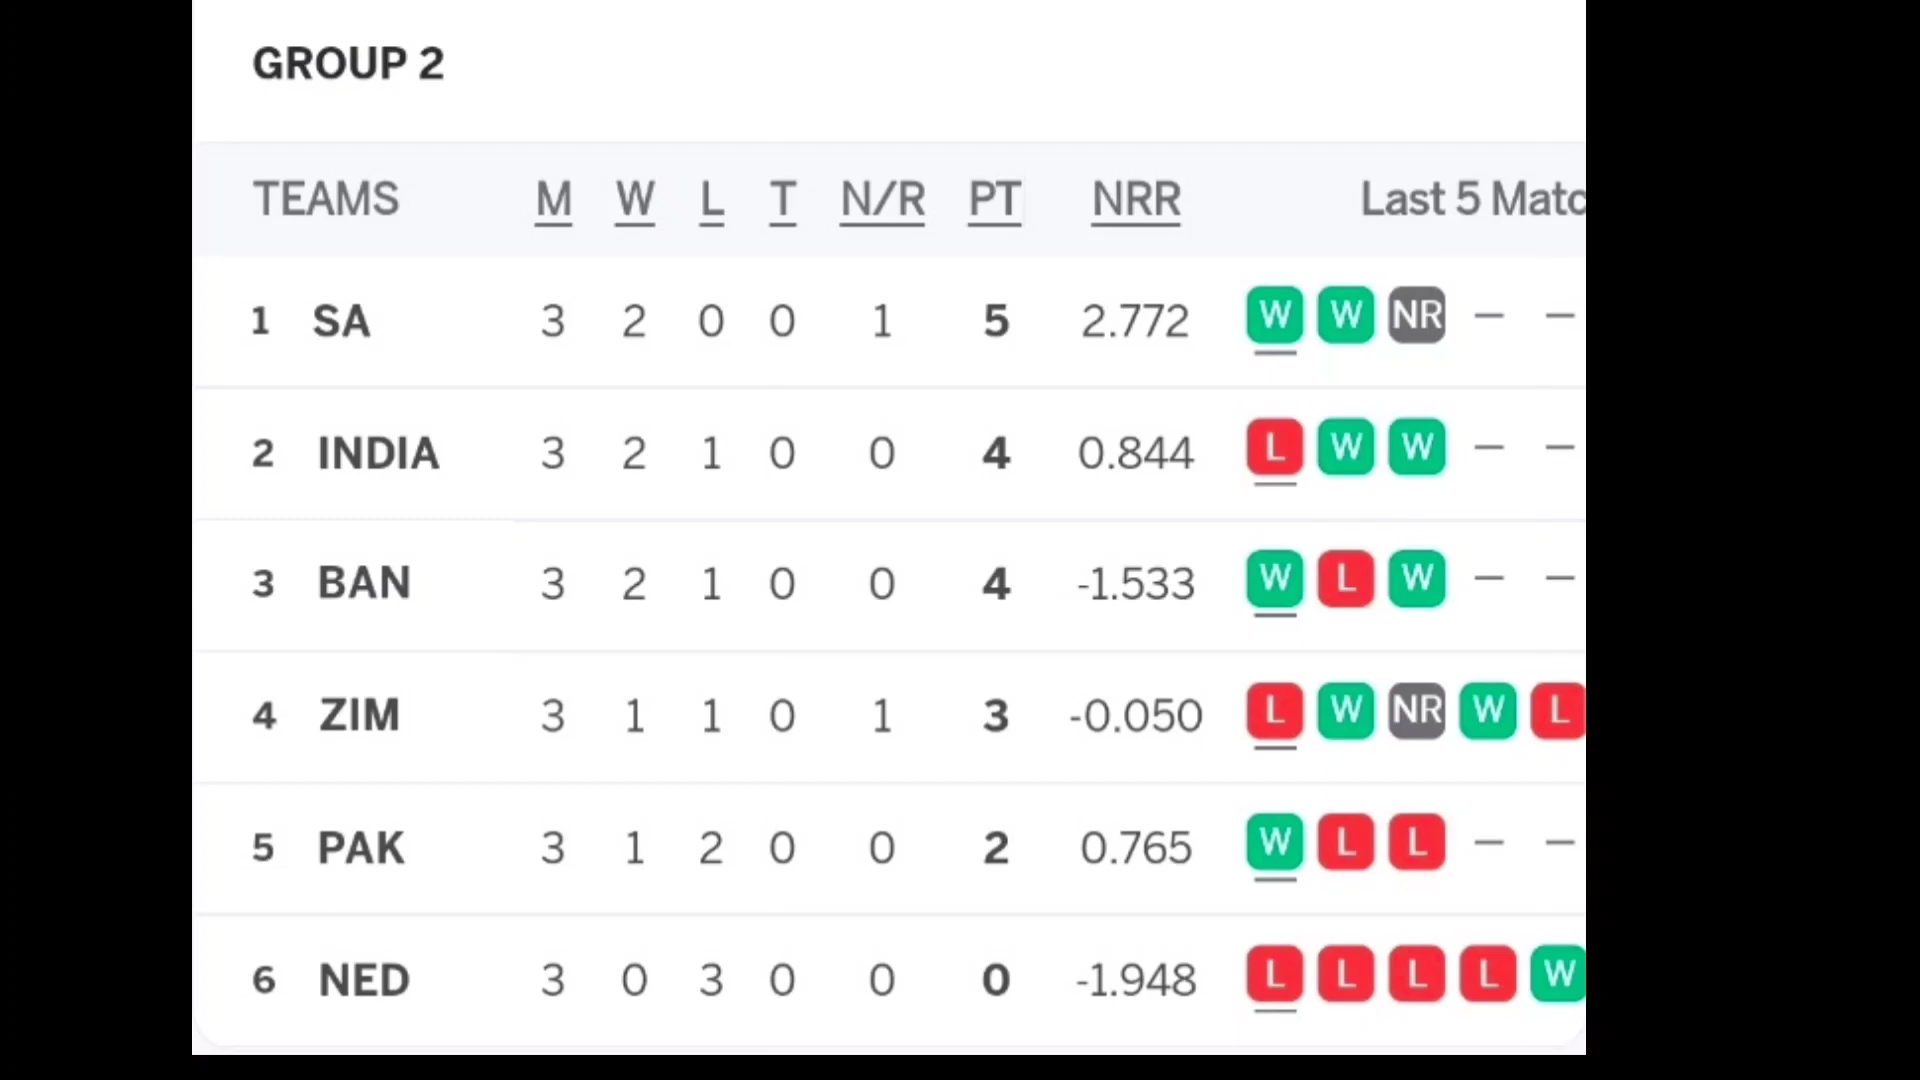 GROUP 2
TEAMS M W L T N/R PT NRR Last 5 Matc
1 SA 3 2 0 0 1 5 2.772 W W NR — —
2 INDIA 3 2 1 0 0 4 0.844 L W W — —
3 BAN 3 2 1 0 0 4 -1.533 W L W — —
4 ZIM 3 1 1 0 1 3 -0.050 L W NR W L
5 PAK 3 1 2 0 0 2 0.765 W L L — —
6 NED 3 0 3 0 0 0 -1.948 L L L L W